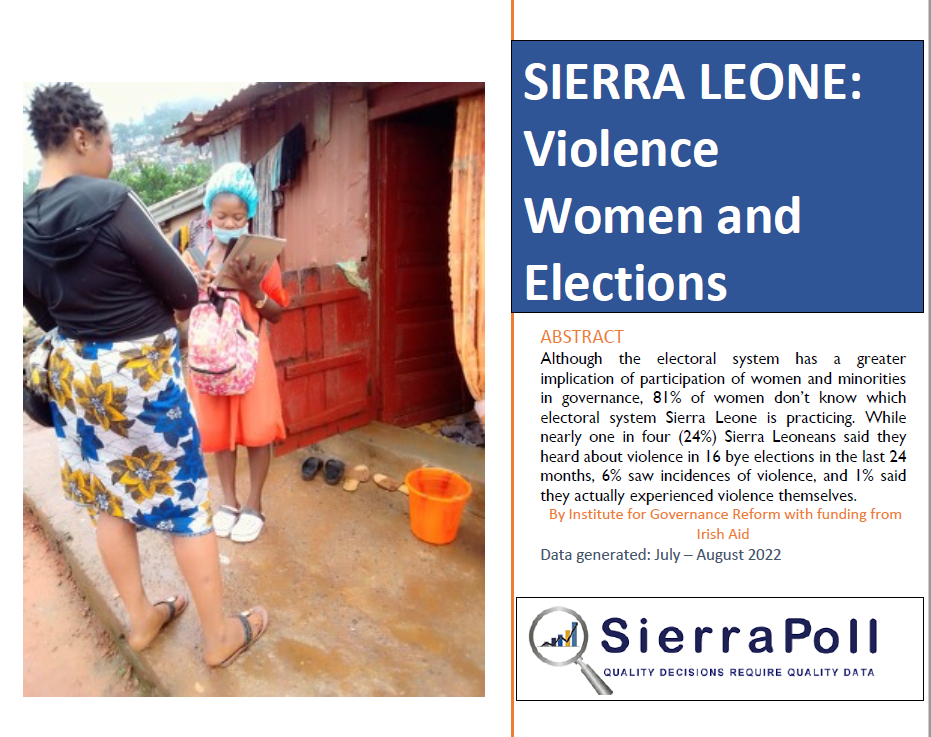 SIERRA LEONE:
Violence
Women and
Elections
ABSTRACT
Although the electoral system has a greater
implication of participation of women and minorities
in governance, 81% of women don't know which
electoral system Sierra Leone is practicing. While
nearly one in four (24%) Sierra Leoneans said they
heard about violence in 16 bye elections in the last 24
months, 6% saw incidences of violence, and 1% said
they actually experienced violence themselves.
By Institute for Governance Reform with funding from
Irish Aid
Data generated: July – August 2022
SierraPoll
QUALITY DECISIONS REQUIRE QUALITY DATA